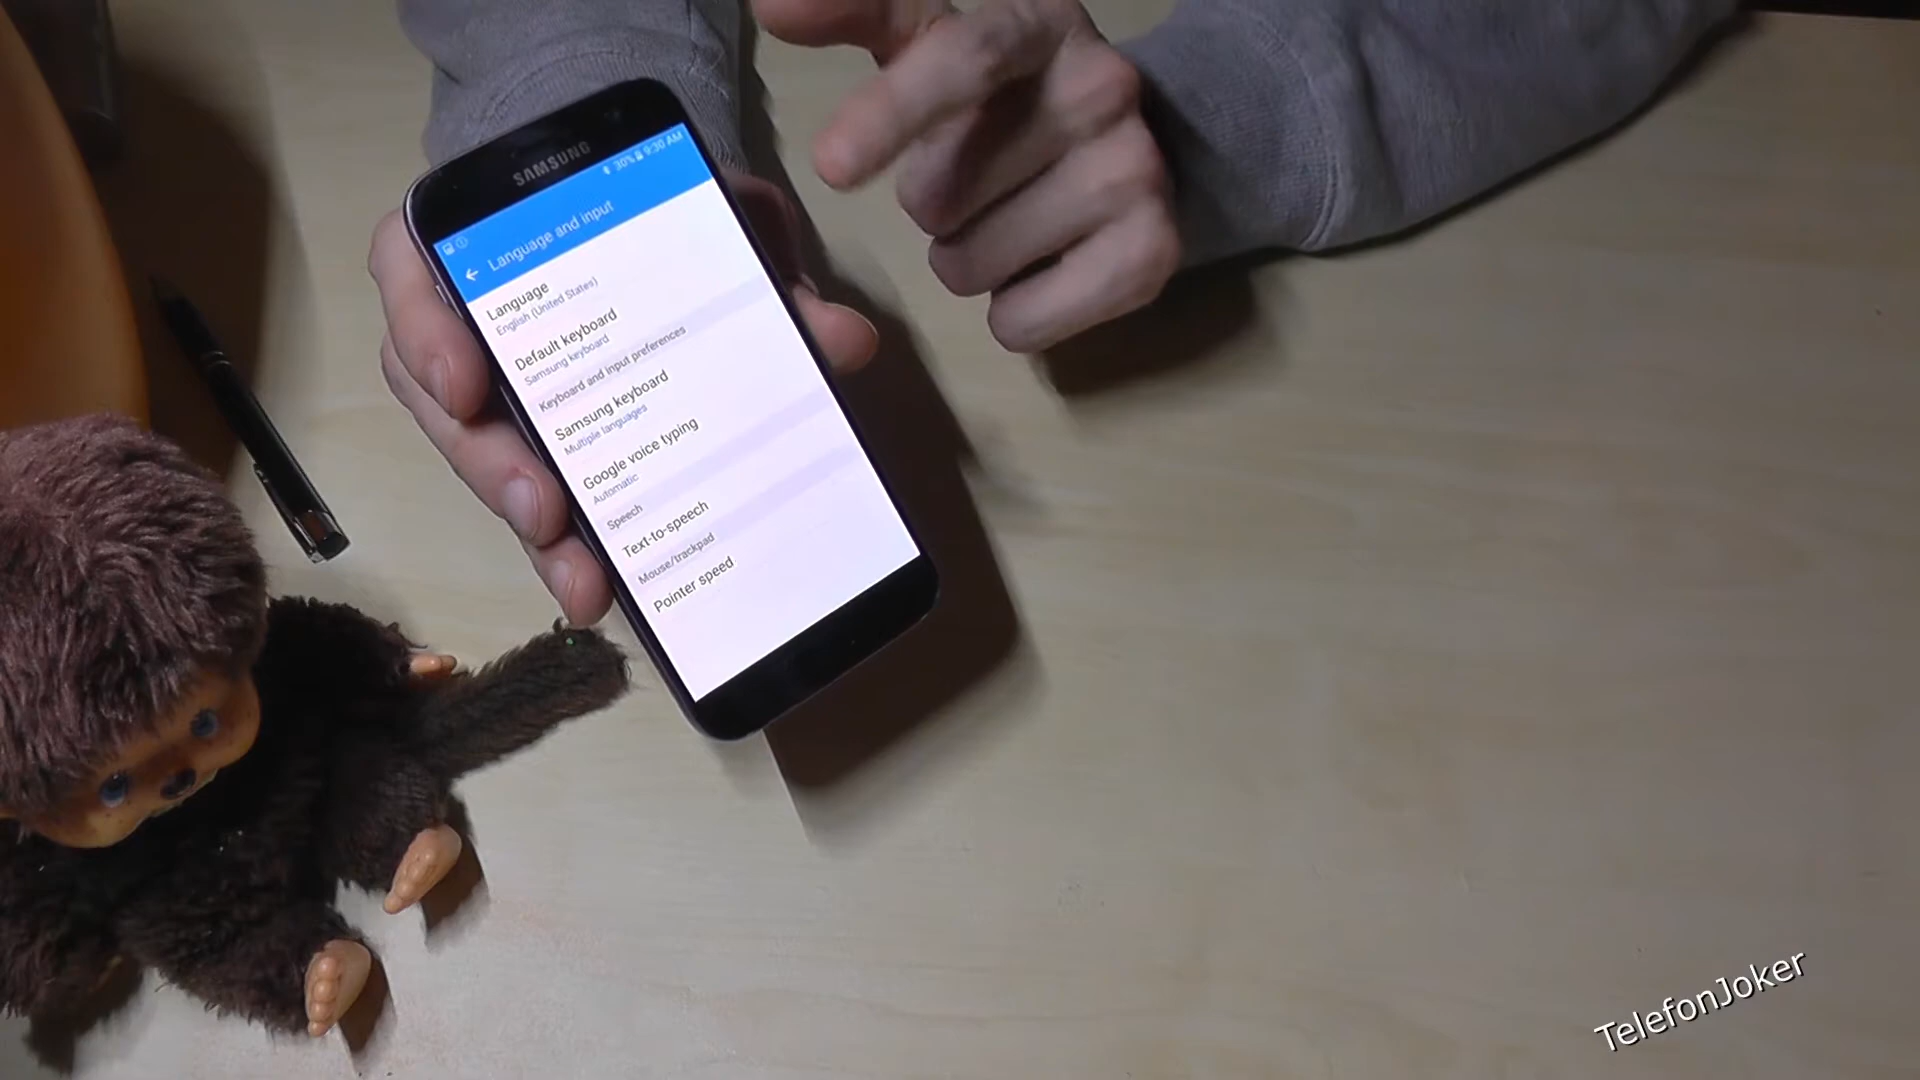 SAMSUNG
30% 9:30 AM
Language and input
Language
English (United States)
Default keyboard
Samsung keyboard
Keyboard and input preferences
Samsung keyboard
Multiple languages
Google voice typing
Automatic
Speech
Text-to-speech
Mouse/trackpad
Pointer speed
TelefonJoker